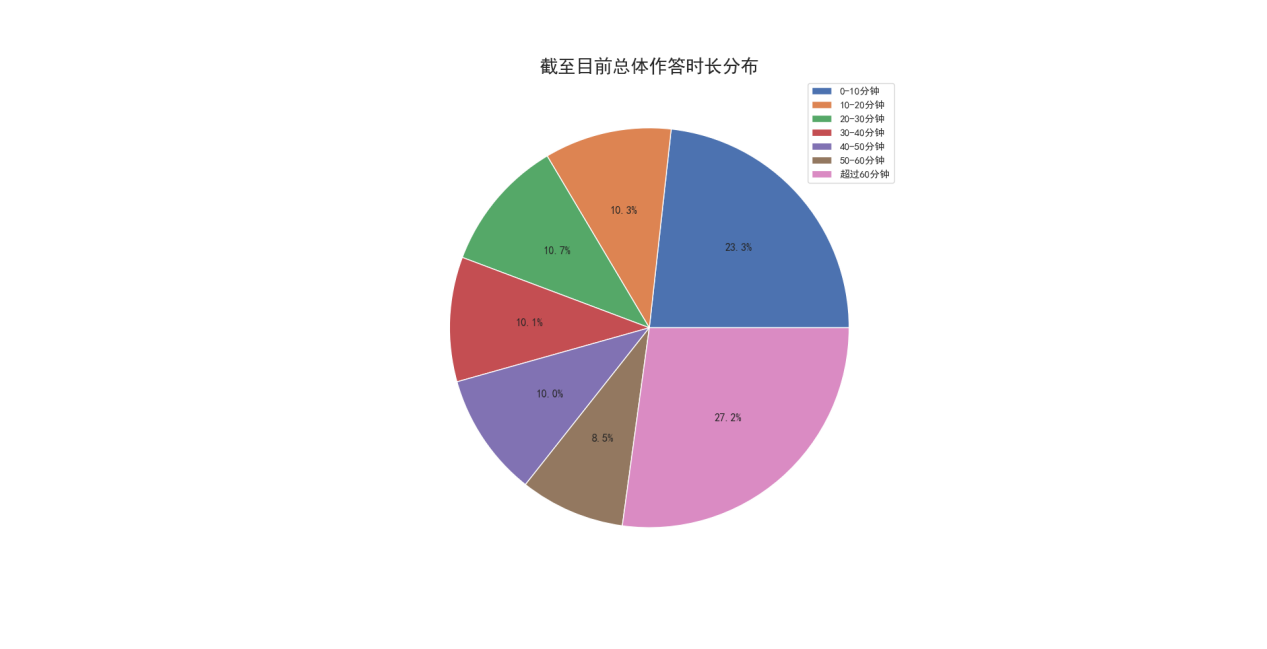 截至目前总体作答时长分布
0-10分钟
10-20分钟
20-30分钟
30-40分钟
40-50分钟
50-60分钟
超过60分钟
10.3%
23.3%
10.7%
10.1%
10.0%
27.2%
8.5%